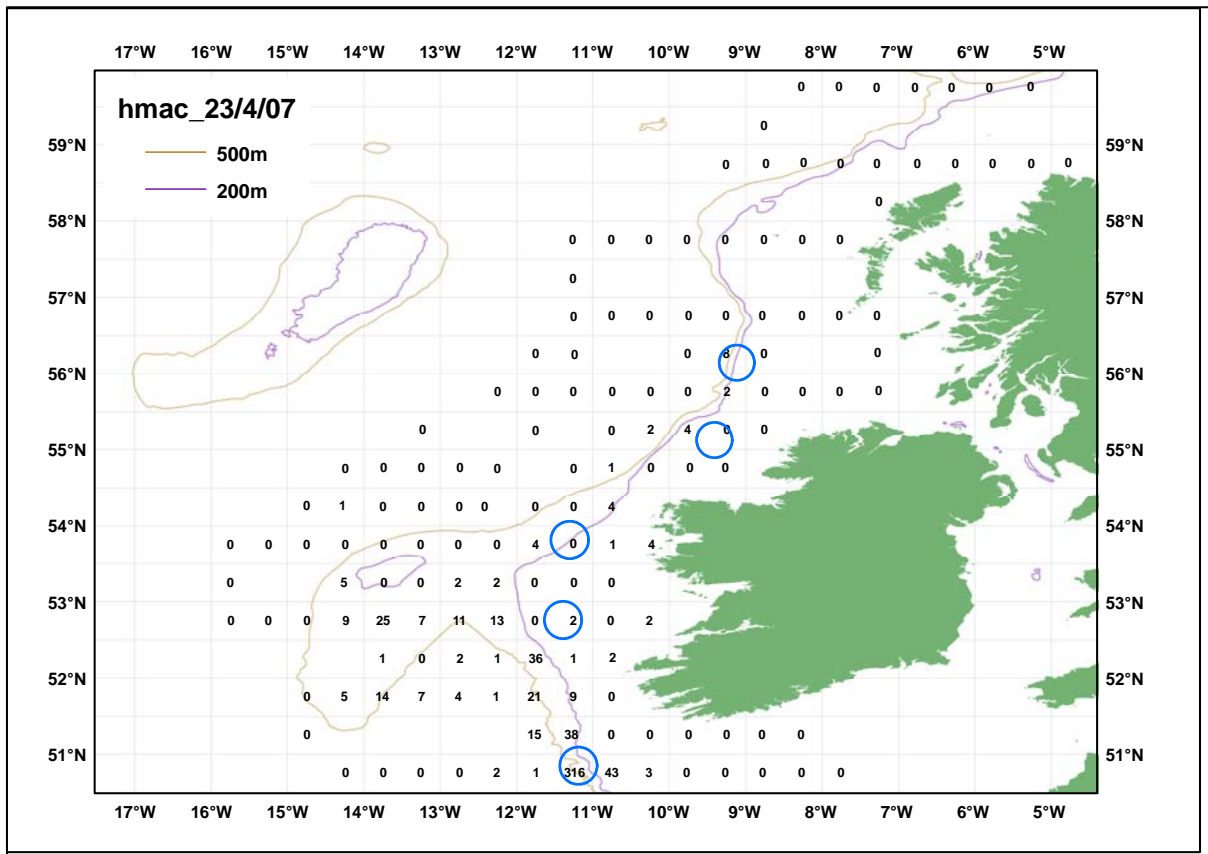 17°W 16°W 15°W 14°W 13°W 12°W 11°W 10°W 9°W 8°W 7°W 6°W 5°W
0 0 0 0 0 0 0
hmac_23/4/07
0
59°N 59°N
500m
0 0 0 0 0 0 0 0 0 0
200m
0
58°N 58°N
0 0 0 0 0 0 0 0
0
57°N 57°N
0 0 0 0 0 0 0 0 0
0 0 0 8 0 0
56°N 56°N
0 0 0 0 0 0 2 0 0 0 0
0 0 0 2 4 0 0
55°N 55°N
0 0 0 0 0 0 1 0 0 0
0 1 0 0 0 0 0 0 4
54°N 54°N
0 0 0 0 0 0 0 0 4 0 1 4
0 5 0 0 2 2 0 0 0
53°N 53°N
0 0 0 9 25 7 11 13 0 2 0 2
1 0 2 1 36 1 2
52°N 52°N
0 5 14 7 4 1 21 9 0
0 15 38 0 0 0 0 0 0
51°N 51°N
0 0 0 0 2 1 316 43 3 0 0 0 0 0
17°W 16°W 15°W 14°W 13°W 12°W 11°W 10°W 9°W 8°W 7°W 6°W 5°W